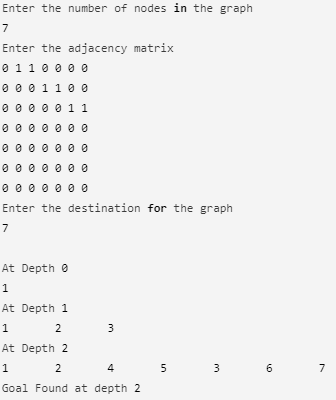 Enter the number of nodes in the graph
7
Enter the adjacency matrix
0 1 1 0 0 0 0
0 0 0 1 1 0 0
0 0 0 0 0 1 1
0 0 0 0 0 0 0
0 0 0 0 0 0 0
0 0 0 0 0 0 0
0 0 0 0 0 0 0
Enter the destination for the graph
7
At Depth 0
1
At Depth 1
1 2 3
At Depth 2
1 2 4 5 3 6 7
Goal Found at depth 2